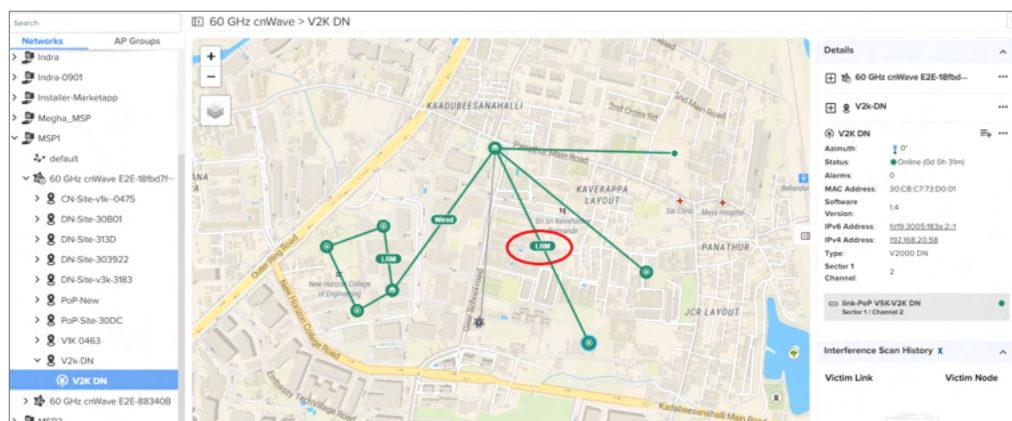 Search
Networks
AP Groups
Indra
Indra-0901
Installer-Marketapp
Megha_MSP
MSP1
default
60 GHz cnWave E2E-18fbd7f--
CN-Site-v1k--0475
DN-Site-30B01
DN-Site-313D
DN-Site-303922
DN-Site-v3k-3183
PoP-New
PoP-Site-30DC
V1K 0463
V2k-DN
V2K DN
60 GHz cnWave E2E-88340B
MSP2
60 GHz cnWave > V2K DN
+
−
KAADUBEESANAHALLI
2nd Cross Rd
2nd Main Road
Panathur Main Road
KAVERAPPA
LAYOUT
Sai Clinic
Maya Hospital
Wired
LRM
LRM
New Horizon College
of Engineering
Outer Ring Road
New Horizon College Road
PANATHUR
JCR LAYOUT
Embassy TechVillage Road
Kadabeesanahalli Main Road
Details
60 GHz cnWave E2E-18fbd--
V2k-DN
V2K DN
Azimuth: 0°
Status: Online (0d 0h 31m)
Alarms: 0
MAC Address: 30:CB:C7:73:D0:01
Software
Version: 1.4
IPv6 Address: fd19:3005:f83a:2::1
IPv4 Address: 192.168.20.58
Type: V2000 DN
Sector 1
Channel: 2
link-PoP V5K-V2K DN
Sector 1 / Channel 2
Interference Scan History X
Victim Link
Victim Node